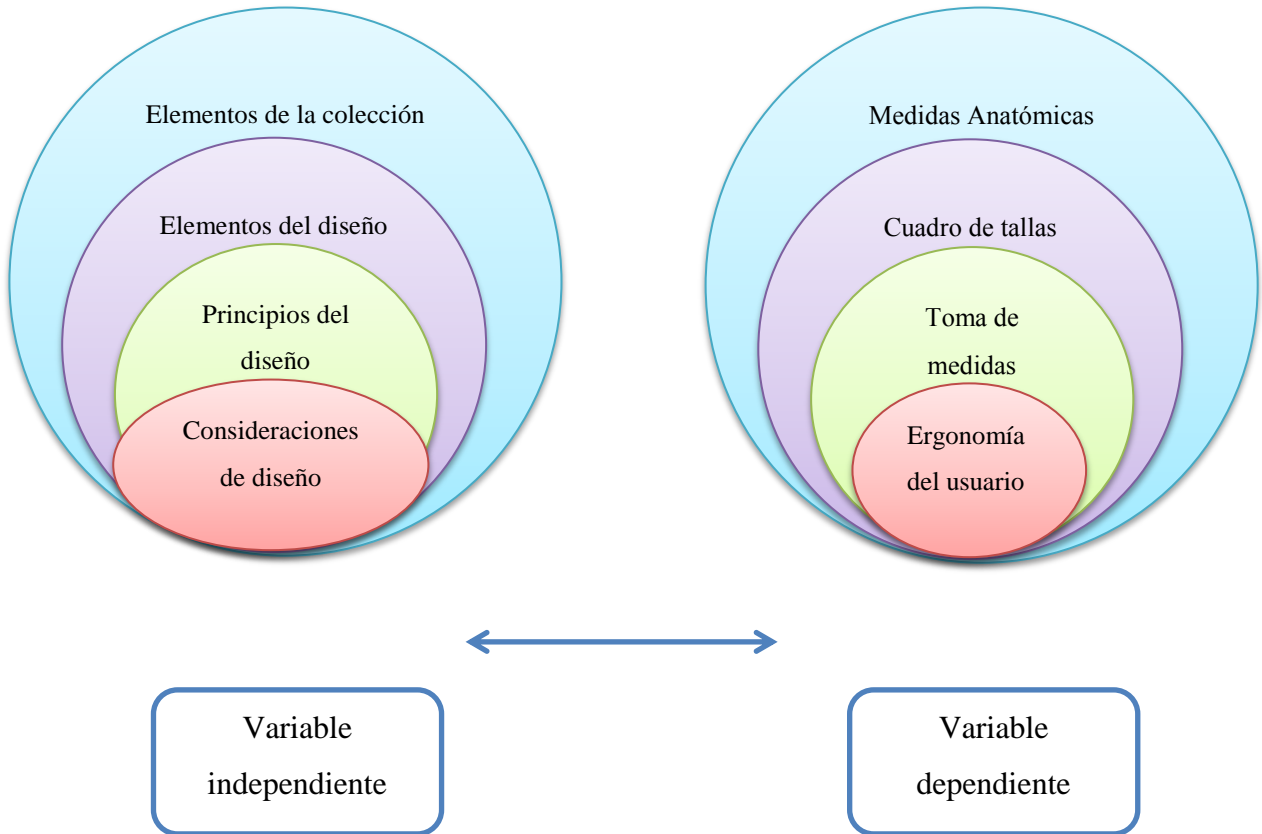 Elementos de la colección
Elementos del diseño
Principios del
diseño
Consideraciones
de diseño
Medidas Anatómicas
Cuadro de tallas
Toma de
medidas
Ergonomía
del usuario
Variable
independiente
Variable
dependiente